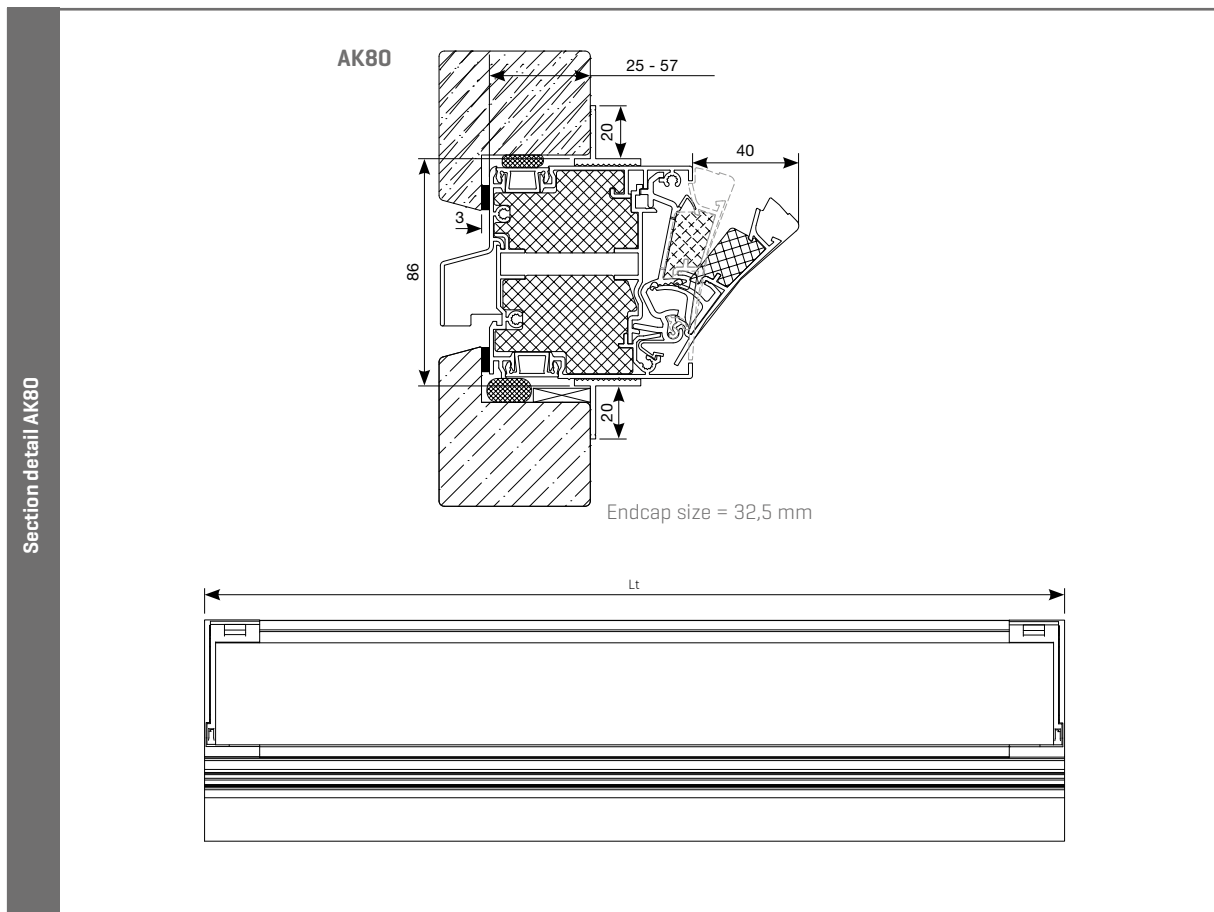 Section detail AK80
AK80
25 - 57
20
40
3
86
20
Endcap size = 32,5 mm
Lt